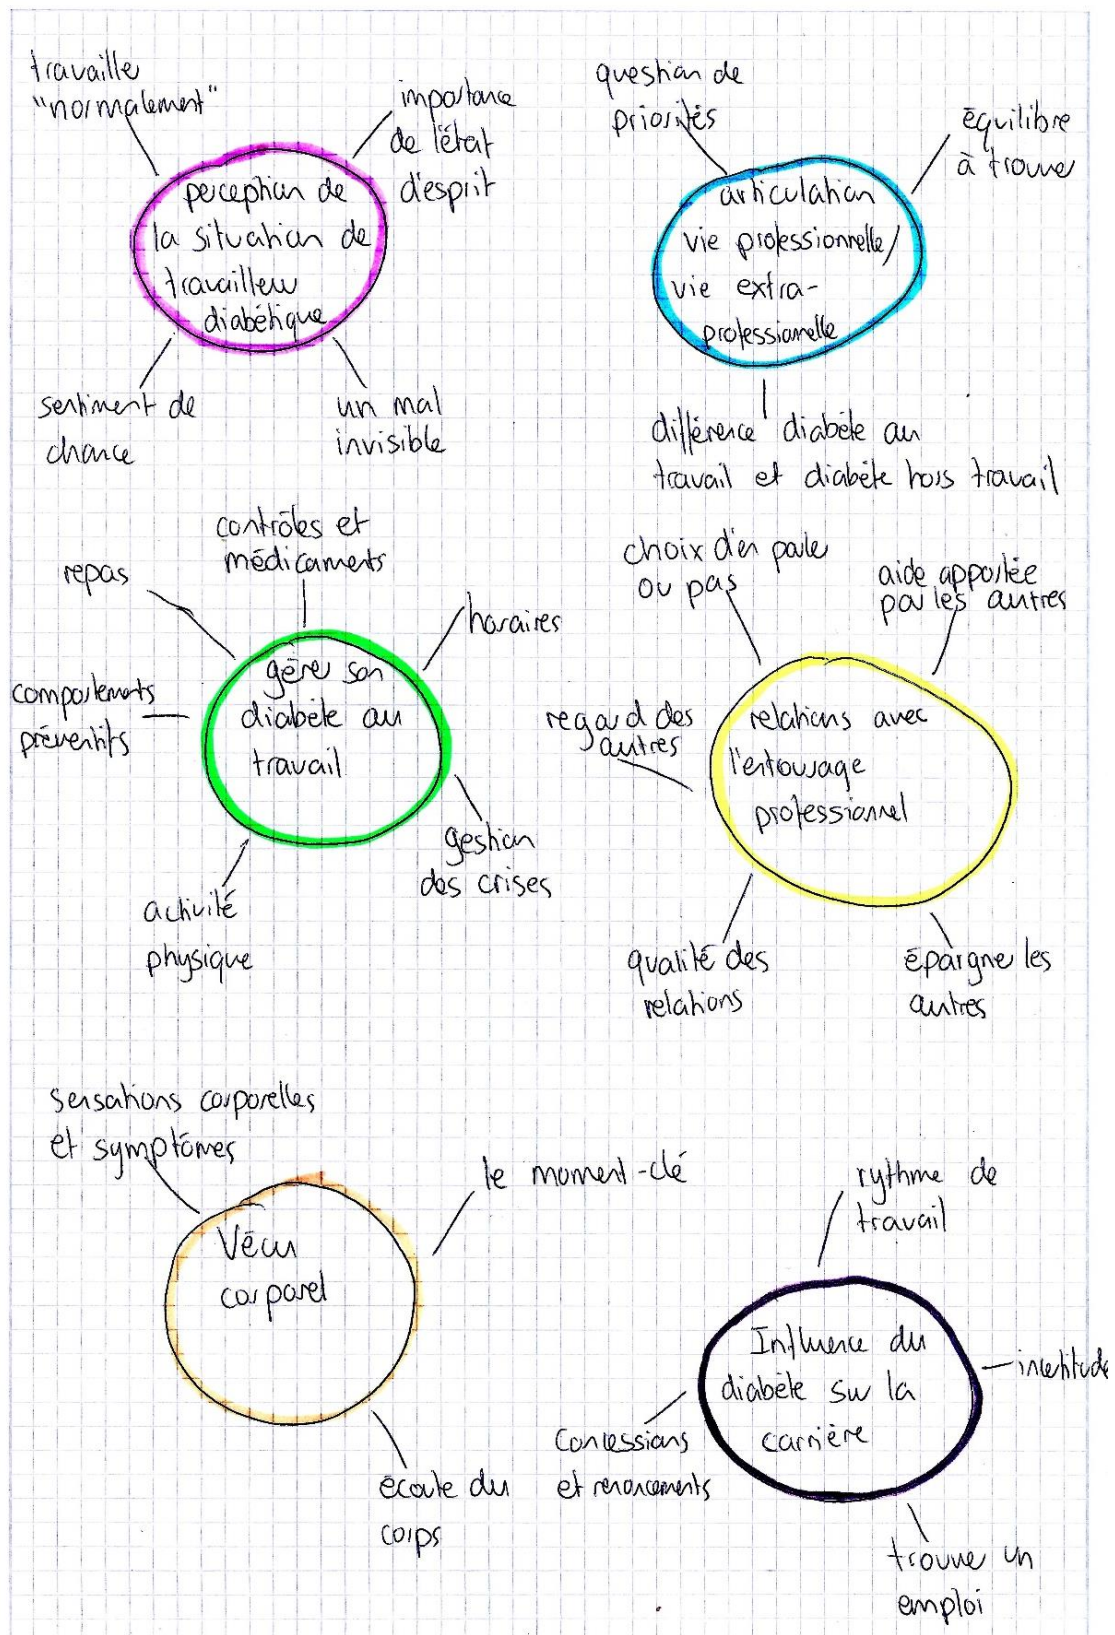 travailler
"normalement"
importance
de l'état
d'esprit
perception de
la situation de
travailleur
diabétique
sentiment de
chance
un mal
invisible
question de
priorités
équilibre
à trouver
articulation
vie professionnelle/
vie extra-
professionnelle
différence diabète au
travail et diabète hors travail
contrôles et
médicaments
repas
horaires
comportements
préventifs
gérer son
diabète au
travail
gestion
des crises
activité
physique
choix d'en parler
ou pas
aide apportée
par les autres
regard des
autres
relations avec
l'entourage
professionnel
qualité des
relations
épargner les
autres
sensations corporelles
et symptômes
le moment-clé
Vécu
corporel
écoute du
corps
rythme de
travail
Influence du
diabète sur la
carrière
incertitude
Concessions
et renoncements
trouver un
emploi